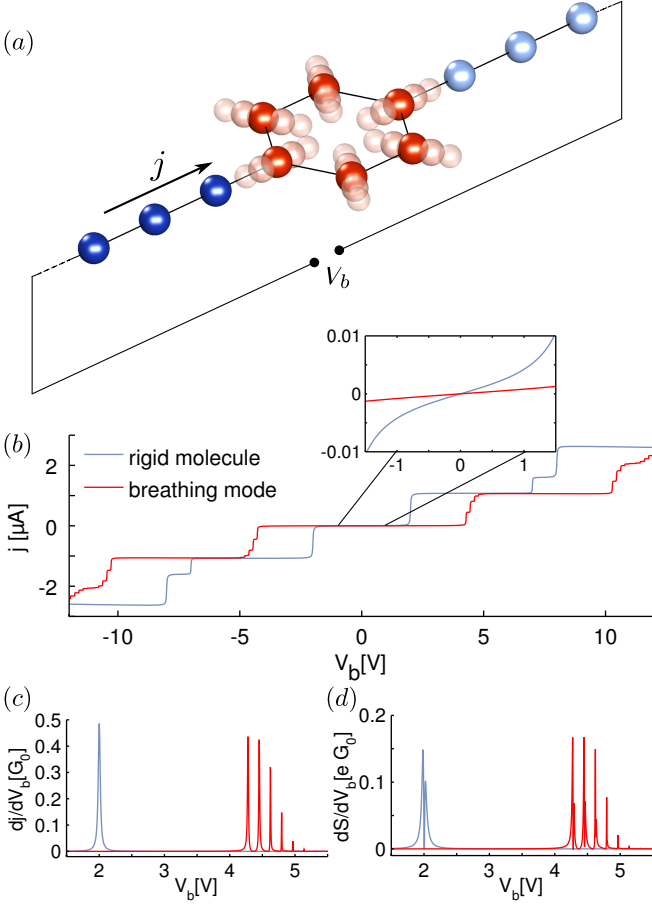 (a)
j
V_b
0.01
0
-0.01
-1 0 1
(b)
rigid molecule
breathing mode
j [µA]
2
0
-2
-10 -5 0 5 10
V_b[V]
(c)
dj/dV_b[G_0]
0.5
0.4
0.3
0.2
0.1
0
2 3 4 5
V_b[V]
(d)
dS/dV_b[e G_0]
0.2
0.1
0
2 3 4 5
V_b[V]